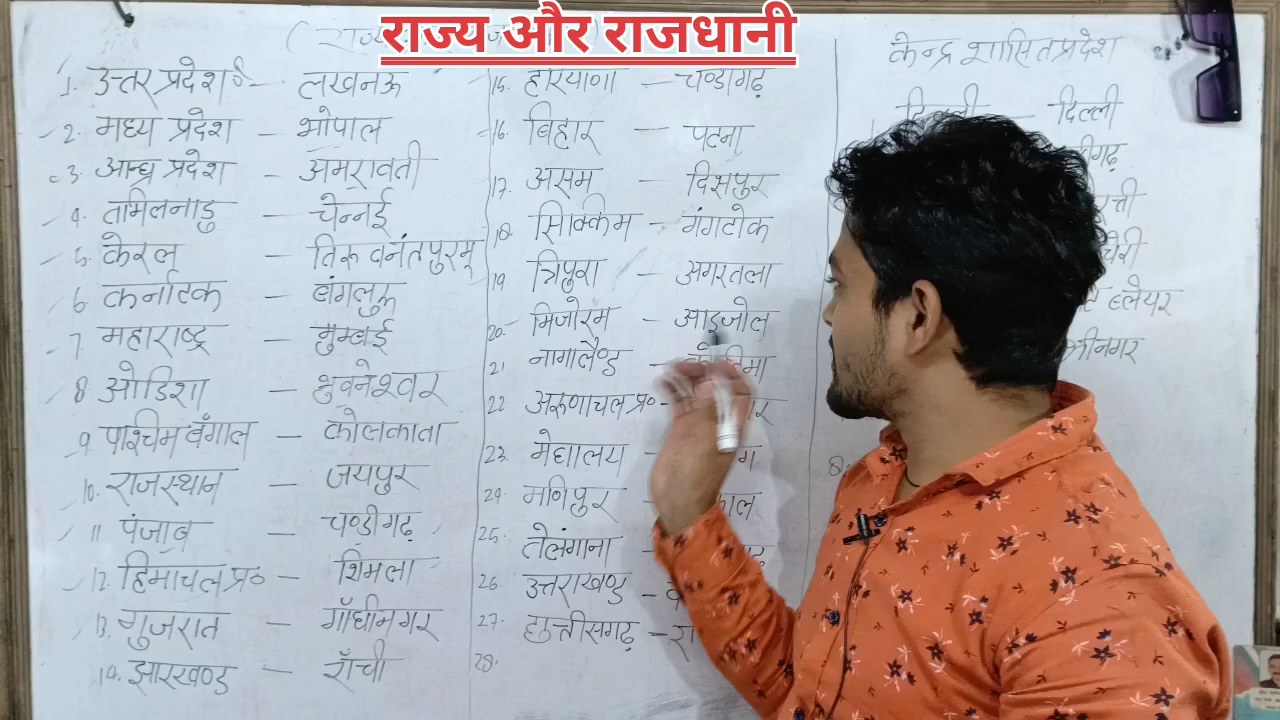 राज्य और राजधानी
1. उत्तर प्रदेश - लखनऊ
2. मध्य प्रदेश - भोपाल
3. आन्ध्र प्रदेश - अमरावती
4. तमिलनाडु - चेन्नई
5. केरल - तिरूवनंतपुरम्
6. कर्नाटक - बंगलुरू
7. महाराष्ट्र - मुम्बई
8 ओडिशा - भुवनेश्वर
9. पश्चिम बँगाल - कोलकाता
10. राजस्थान - जयपुर
11 पंजाब - चण्डीगढ़
12. हिमाचल प्र० - शिमला
13. गुजरात - गाँधीनगर
14. झारखण्ड - राँची
15. हरियाणा - चण्डीगढ़
16. बिहार - पटना
17. असम - दिसपुर
18. सिक्किम - गंगटोक
19 त्रिपुरा - अगरतला
20. मिजोरम - आइजोल
21 नागालैण्ड -
22 अरुणाचल प्र० -
23. मेघालय -
24. मणिपुर -
25. तेलंगाना -
26. उत्तराखण्ड -
27. छत्तीसगढ़ - रा
28.
केन्द्र शासित प्रदेश
दिल्ली - दिल्ली
8.